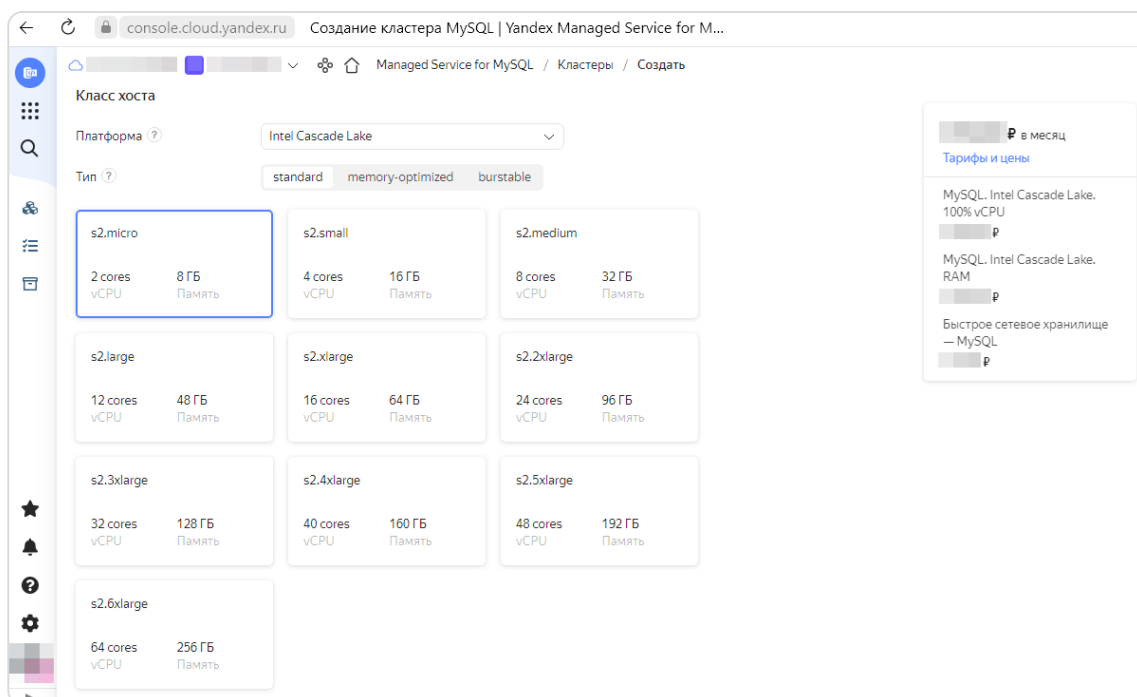 console.cloud.yandex.ru Создание кластера MySQL | Yandex Managed Service for M...
Managed Service for MySQL / Кластеры / Создать
Класс хоста
Платформа ? Intel Cascade Lake
Тип ? standard memory-optimized burstable
s2.micro s2.small s2.medium
2 cores 8 ГБ 4 cores 16 ГБ 8 cores 32 ГБ
vCPU Память vCPU Память vCPU Память
s2.large s2.xlarge s2.2xlarge
12 cores 48 ГБ 16 cores 64 ГБ 24 cores 96 ГБ
vCPU Память vCPU Память vCPU Память
s2.3xlarge s2.4xlarge s2.5xlarge
32 cores 128 ГБ 40 cores 160 ГБ 48 cores 192 ГБ
vCPU Память vCPU Память vCPU Память
s2.6xlarge
64 cores 256 ГБ
vCPU Память
₽ в месяц
Тарифы и цены
MySQL. Intel Cascade Lake.
100% vCPU
₽
MySQL. Intel Cascade Lake.
RAM
₽
Быстрое сетевое хранилище
— MySQL
₽